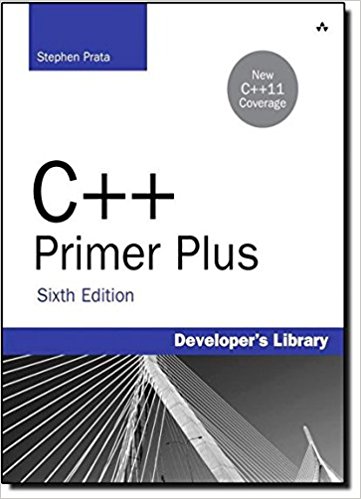 Stephen Prata
New
C++11
Coverage
C++
Primer Plus
Sixth Edition
Developer's Library